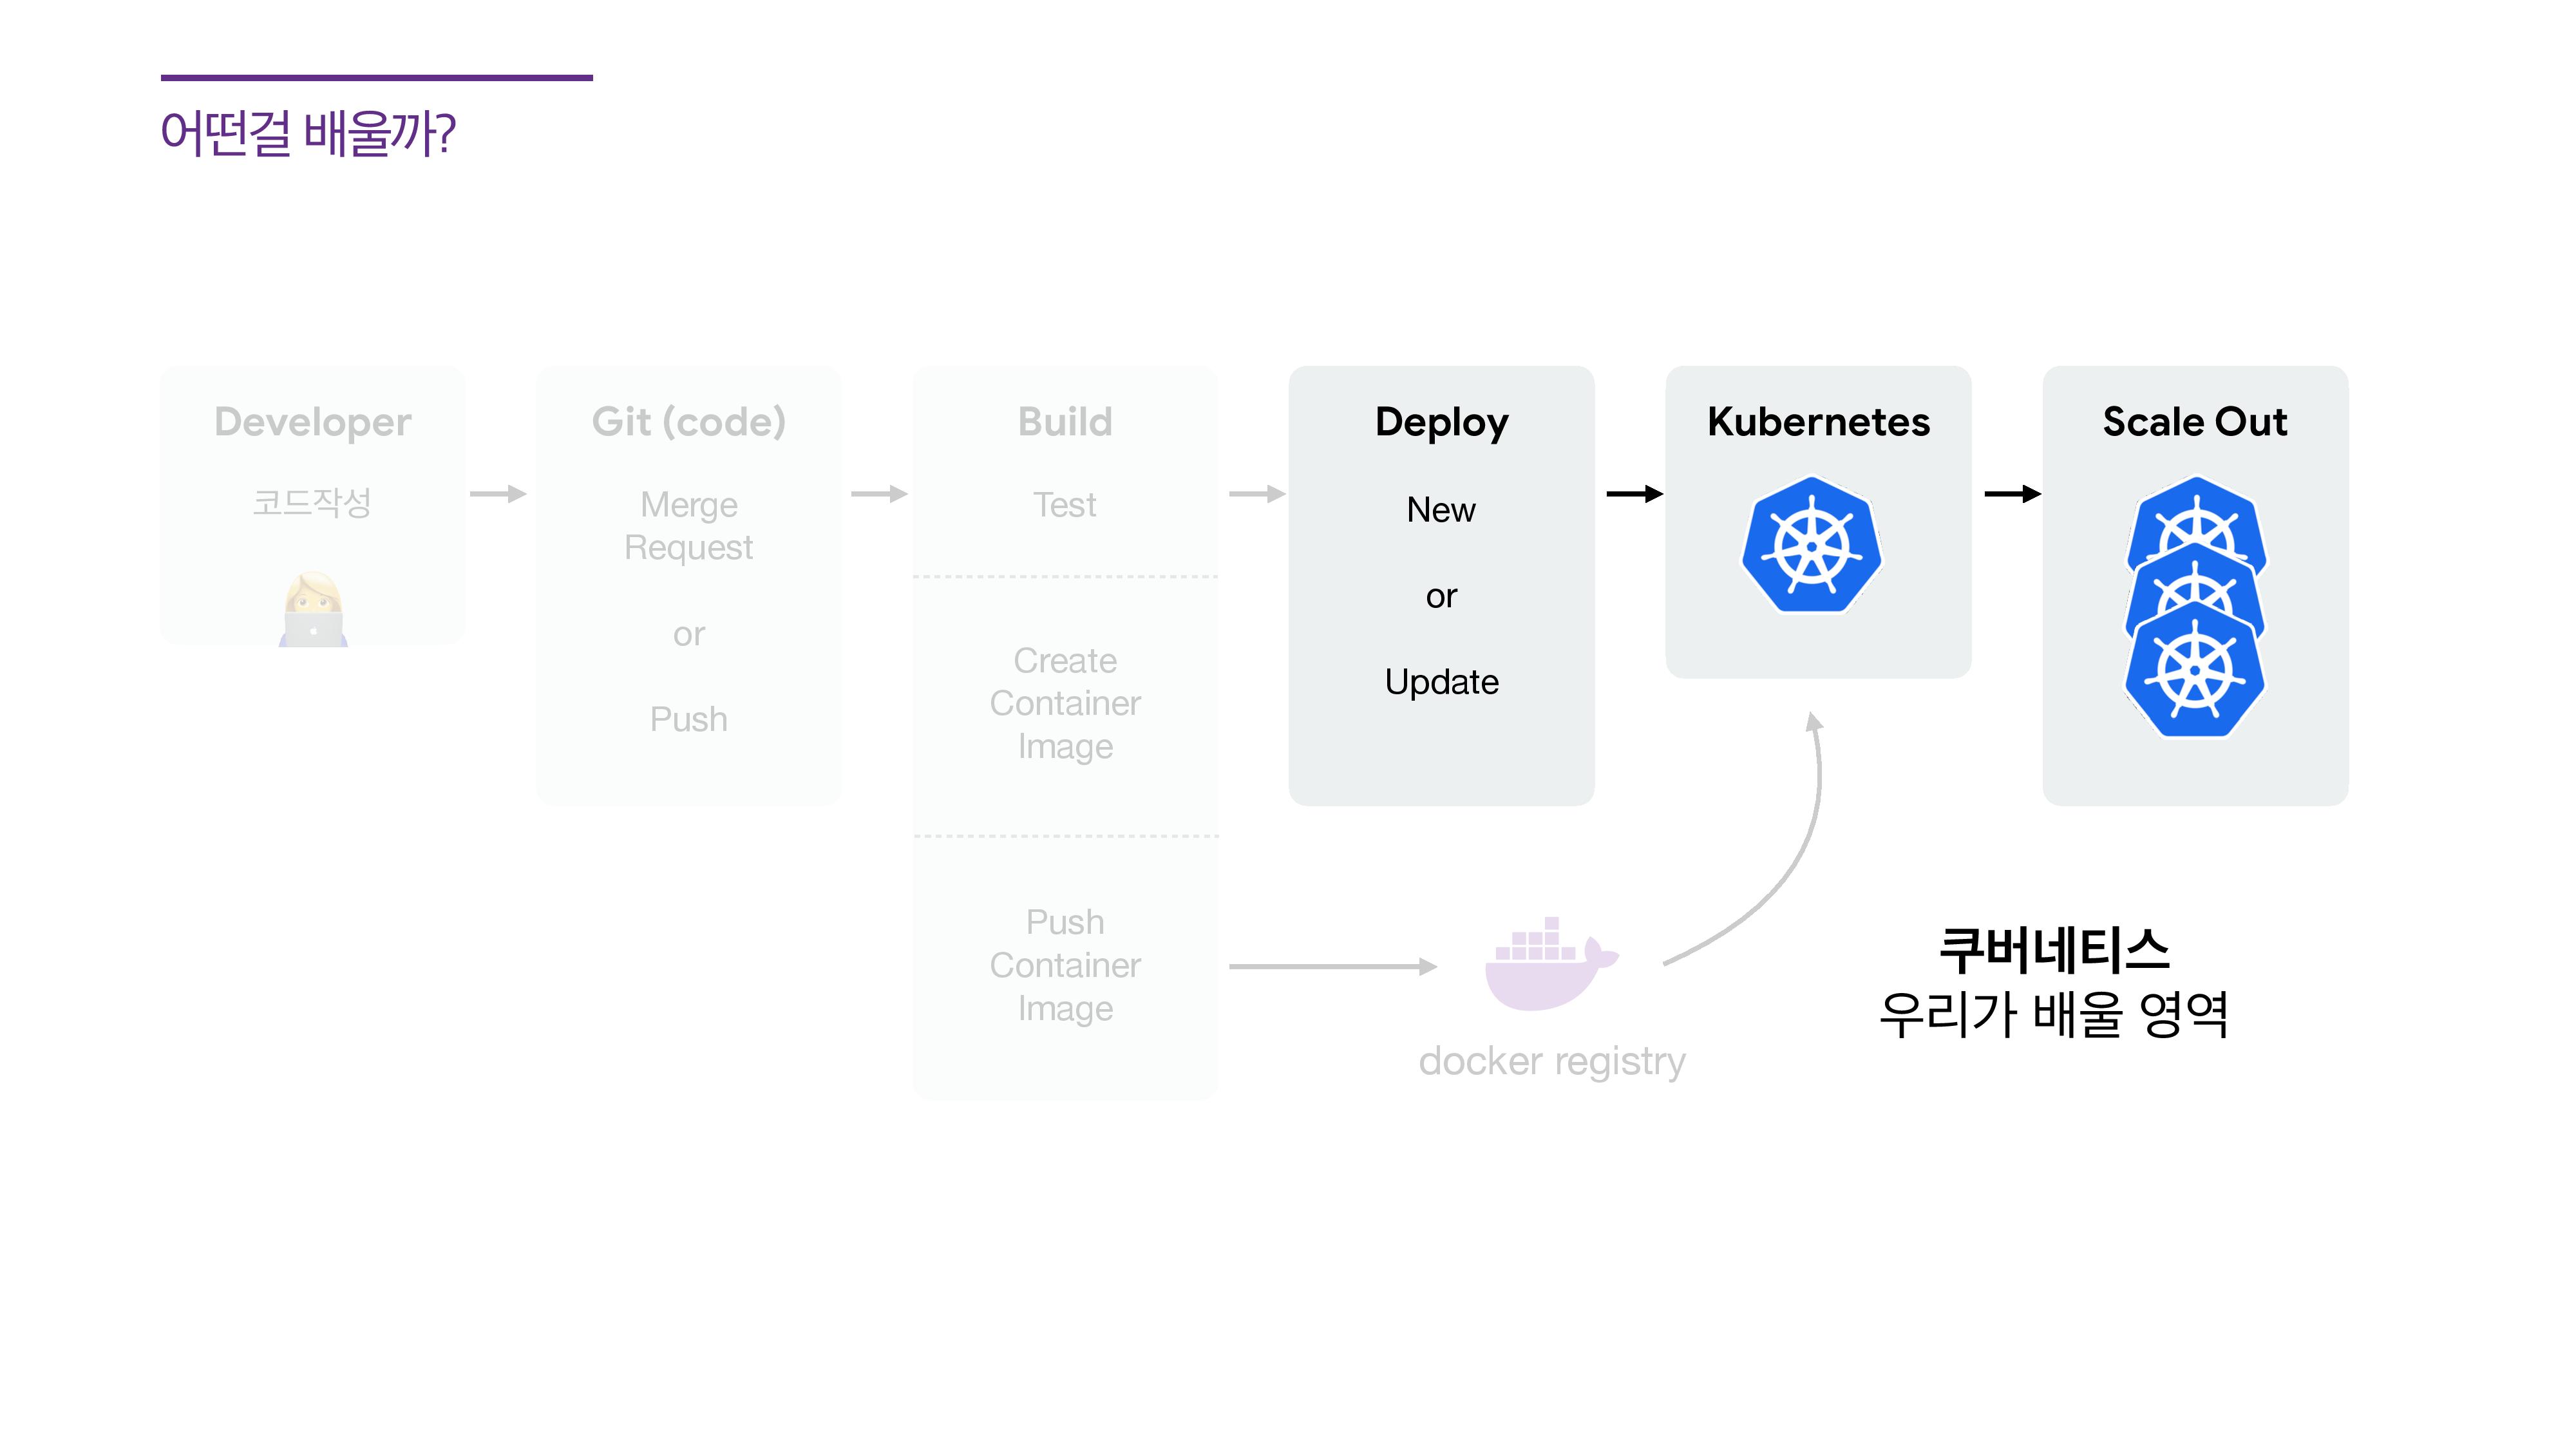 어떤걸 배울까?
Developer
코드작성
Git (code)
Merge
Request
or
Push
Build
Test
Create
Container
Image
Push
Container
Image
Deploy
New
or
Update
Kubernetes
Scale Out
docker registry
쿠버네티스
우리가 배울 영역